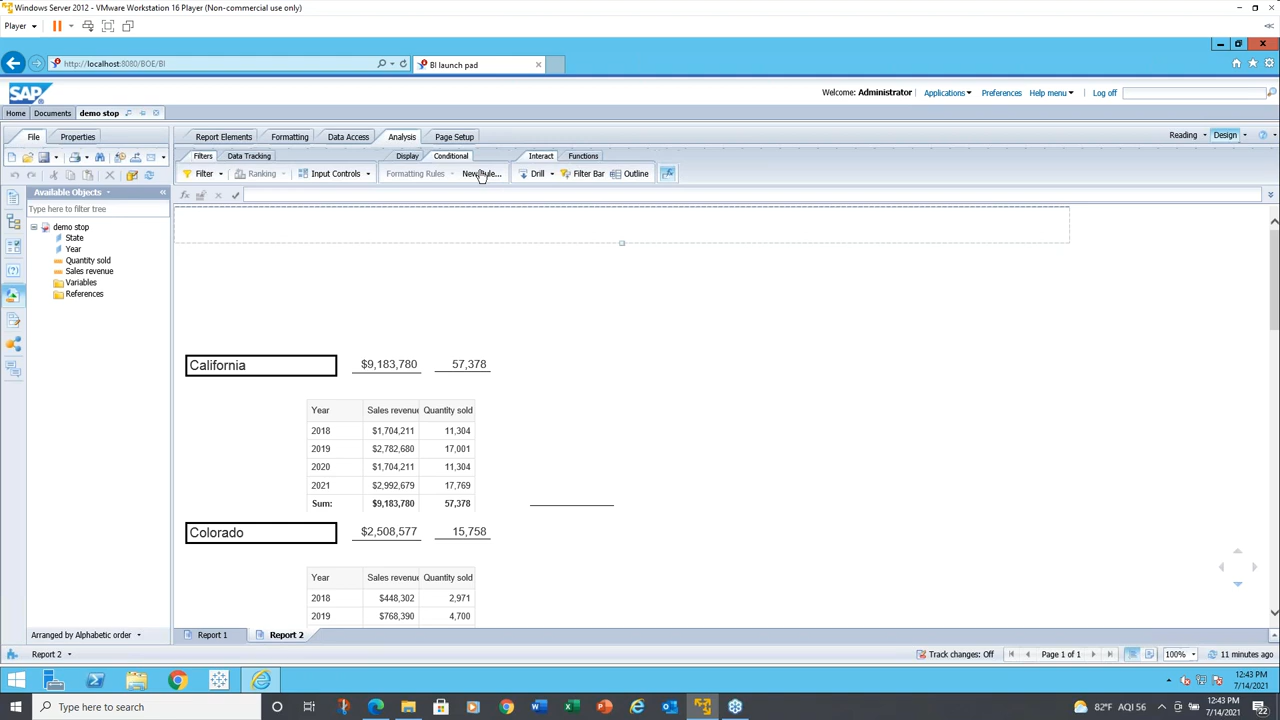 Windows Server 2012 - VMware Workstation 16 Player (Non-commercial use only)
Player
http://localhost:8080/BOE/BI
BI launch pad
SAP
Welcome: Administrator
Applications
Preferences
Help menu
Log off
Home
Documents
demo stop
File
Properties
Report Elements
Formatting
Data Access
Analysis
Page Setup
Reading
Design
Filters
Data Tracking
Display
Conditional
Interact
Functions
Filter
Ranking
Input Controls
Formatting Rules
Drill
Filter Bar
Outline
Available Objects
Type here to filter tree
demo stop
State
Year
Quantity sold
Sales revenue
Variables
References
California $9,183,780 57,378
Year Sales revenue Quantity sold
2018 $1,704,211 11,304
2019 $2,782,680 17,001
2020 $1,704,211 11,304
2021 $2,992,679 17,769
Sum: $9,183,780 57,378
Colorado $2,508,577 15,758
Year Sales revenue Quantity sold
2018 $448,302 2,971
2019 $768,390 4,700
Arranged by Alphabetic order
Report 1
Report 2
Report 2
Track changes: Off
Page 1 of 1
100%
11 minutes ago
12:43 PM
7/14/2021
Type here to search
82°F AQI 56
12:43 PM
7/14/2021
22